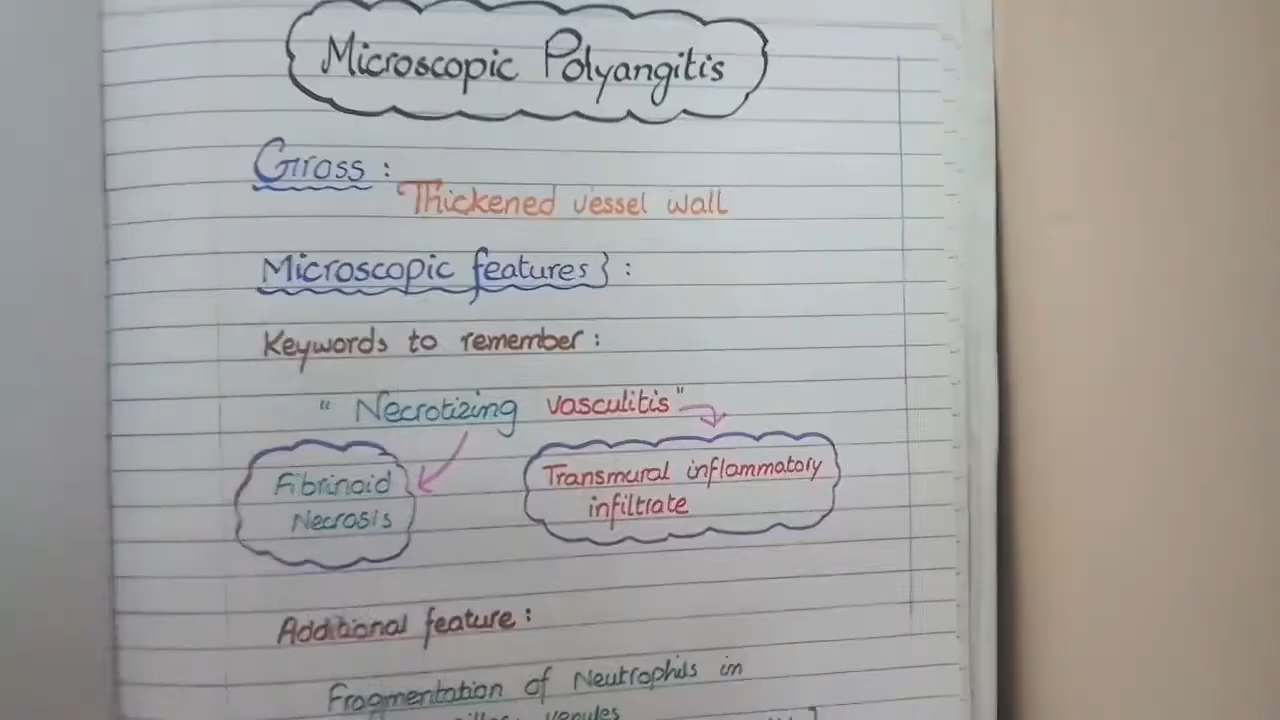 Microscopic Polyangitis
Gross :
Thickened vessel wall
Microscopic features} :
Keywords to remember :
"Necrotizing vasculitis"
Fibrinoid
Necrosis
Transmural inflammatory
infiltrate
Additional feature :
Fragmentation of Neutrophils in
venules